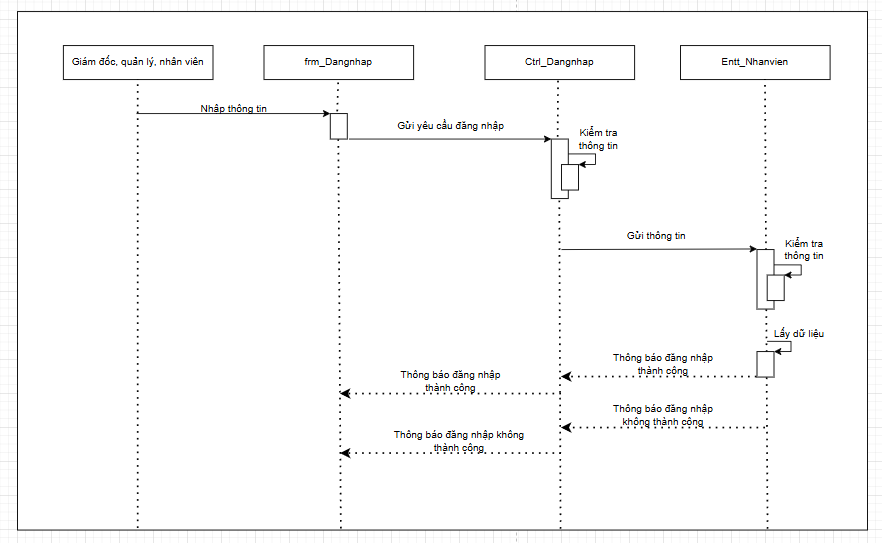 Giám đốc, quản lý, nhân viên
frm_Dangnhap
Ctrl_Dangnhap
Entt_Nhanvien
Nhập thông tin
Gửi yêu cầu đăng nhập
Kiểm tra
thông tin
Gửi thông tin
Kiểm tra
thông tin
Lấy dữ liệu
Thông báo đăng nhập
thành công
Thông báo đăng nhập
thành công
Thông báo đăng nhập
không thành công
Thông báo đăng nhập không
thành công